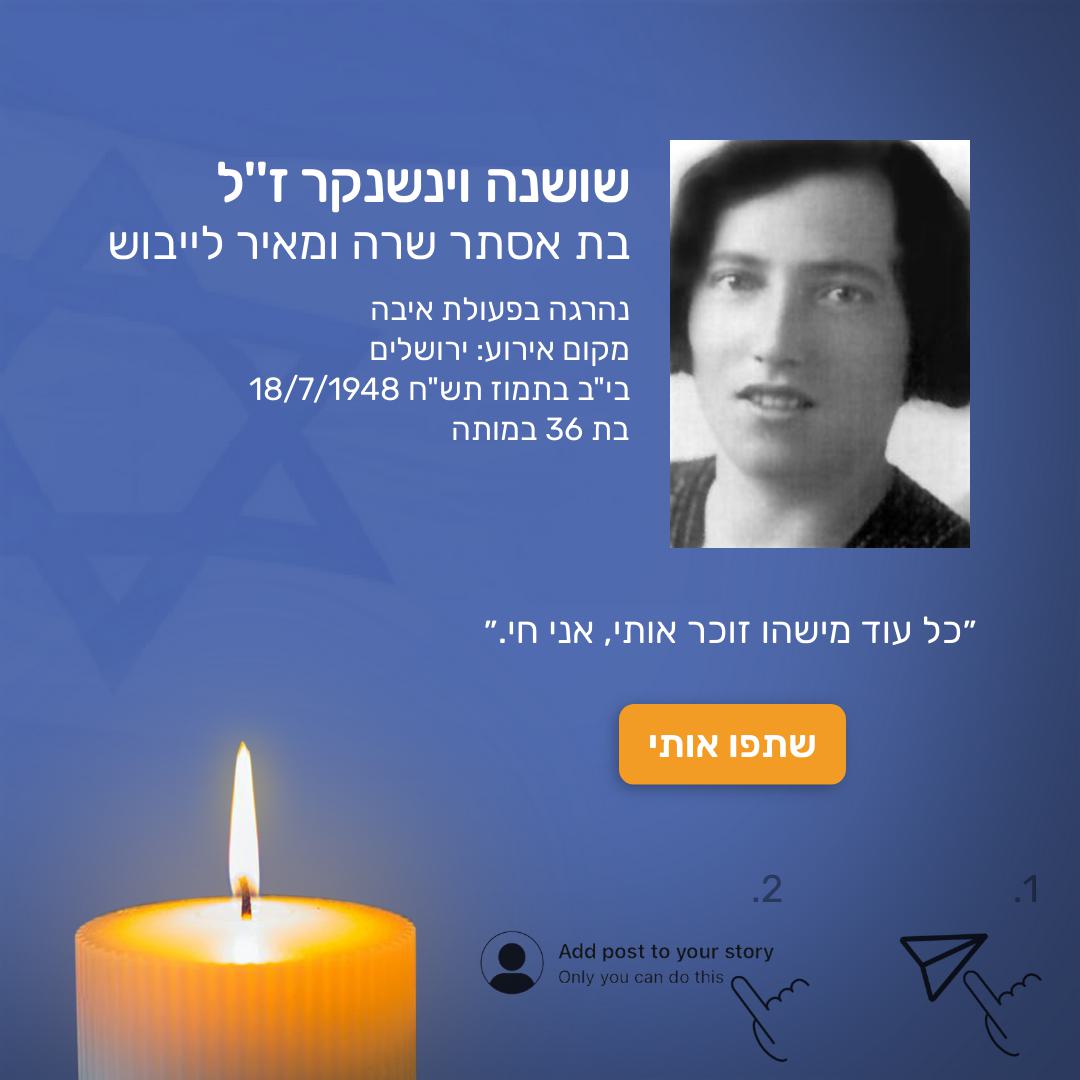 שושנה וינשנקר ז"ל
בת אסתר שרה ומאיר לייבוש
נהרגה בפעולת איבה
מקום אירוע: ירושלים
בי"ב בתמוז תש"ח 18/7/1948
בת 36 במותה
״כל עוד מישהו זוכר אותי, אני חי.״
שתפו אותי
.1
.2
Add post to your story
Only you can do this